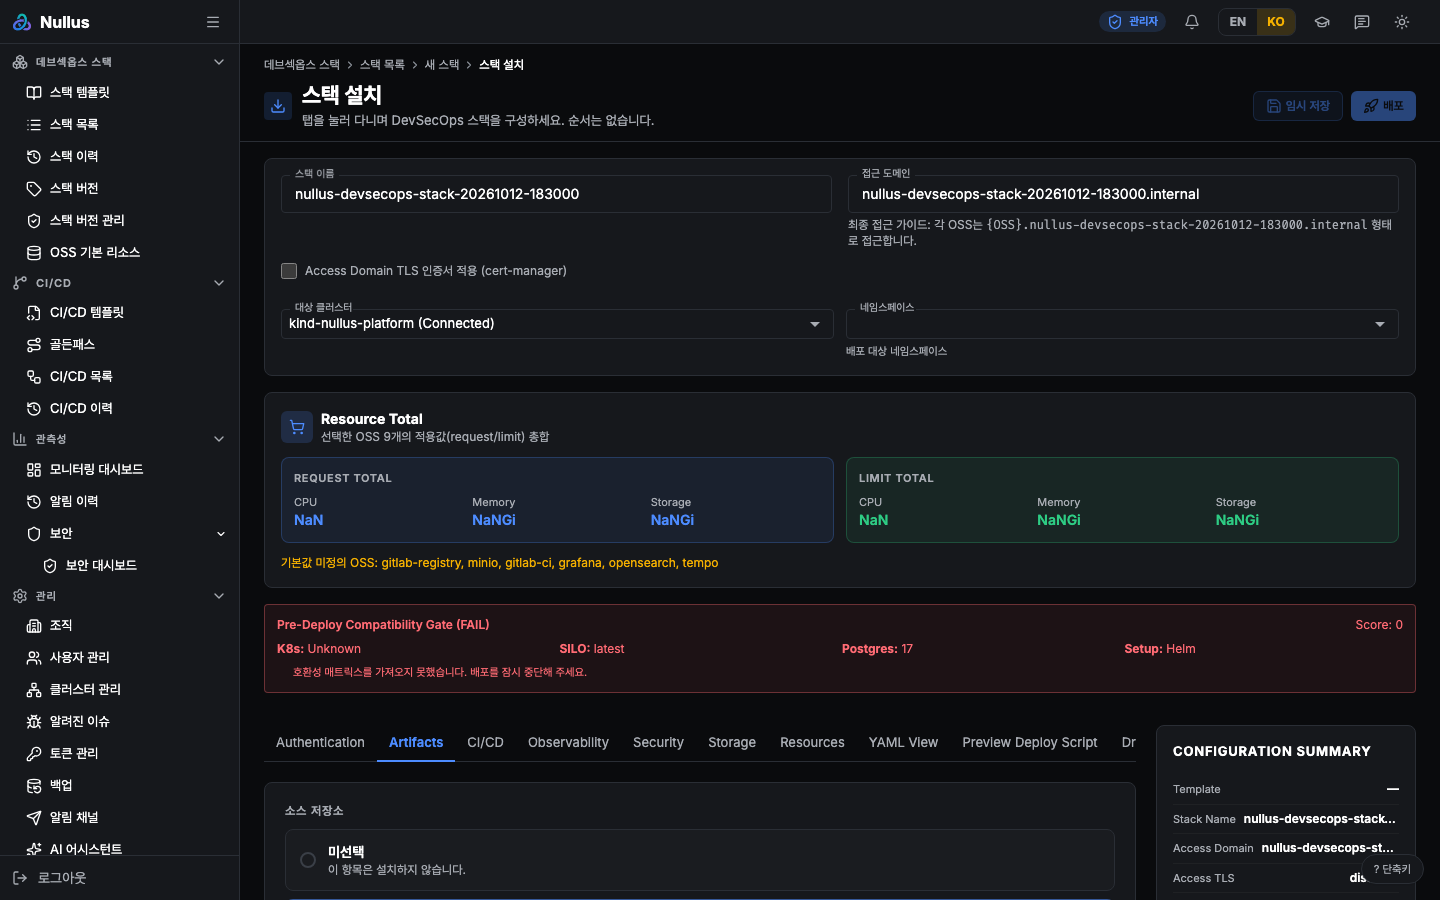 Nullus
관리자
EN
KO
데브섹옵스 스택
스택 템플릿
스택 목록
스택 이력
스택 버전
스택 버전 관리
OSS 기본 리소스
CI/CD
CI/CD 템플릿
골든패스
CI/CD 목록
CI/CD 이력
관측성
모니터링 대시보드
알림 이력
보안
보안 대시보드
관리
조직
사용자 관리
클러스터 관리
알려진 이슈
토큰 관리
백업
알림 채널
AI 어시스턴트
로그아웃
데브섹옵스 스택 > 스택 목록 > 새 스택 > 스택 설치
스택 설치
탭을 눌러 다니며 DevSecOps 스택을 구성하세요. 순서는 없습니다.
임시 저장
배포
스택 이름
nullus-devsecops-stack-20261012-183000
접근 도메인
nullus-devsecops-stack-20261012-183000.internal
최종 접근 가이드: 각 OSS는 {OSS}.nullus-devsecops-stack-20261012-183000.internal 형태
로 접근합니다.
Access Domain TLS 인증서 적용 (cert-manager)
대상 클러스터
kind-nullus-platform (Connected)
네임스페이스
배포 대상 네임스페이스
Resource Total
선택한 OSS 9개의 적용값(request/limit) 총합
REQUEST TOTAL
CPU Memory Storage
NaN NaNGi NaNGi
LIMIT TOTAL
CPU Memory Storage
NaN NaNGi NaNGi
기본값 미정의 OSS: gitlab-registry, minio, gitlab-ci, grafana, opensearch, tempo
Pre-Deploy Compatibility Gate (FAIL)
Score: 0
K8s: Unknown SILO: latest Postgres: 17 Setup: Helm
호환성 매트릭스를 가져오지 못했습니다. 배포를 잠시 중단해 주세요.
Authentication Artifacts CI/CD Observability Security Storage Resources YAML View Preview Deploy Script Dr
소스 저장소
미선택
이 항목은 설치하지 않습니다.
CONFIGURATION SUMMARY
Template —
Stack Name nullus-devsecops-stack...
Access Domain nullus-devsecops-st...
Access TLS dis
? 단축키